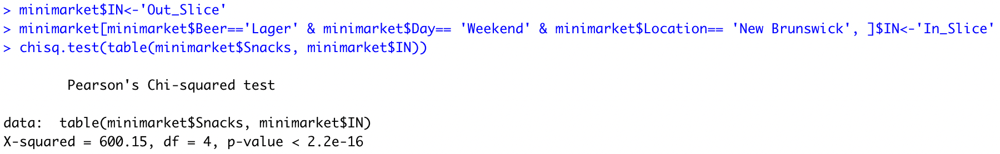 > minimarket$IN<-'Out_Slice'
> minimarket[minimarket$Beer=='Lager' & minimarket$Day== 'Weekend' & minimarket$Location== 'New Brunswick', ]$IN<-'In_Slice'
> chisq.test(table(minimarket$Snacks, minimarket$IN))
Pearson's Chi-squared test
data:  table(minimarket$Snacks, minimarket$IN)
X-squared = 600.15, df = 4, p-value < 2.2e-16